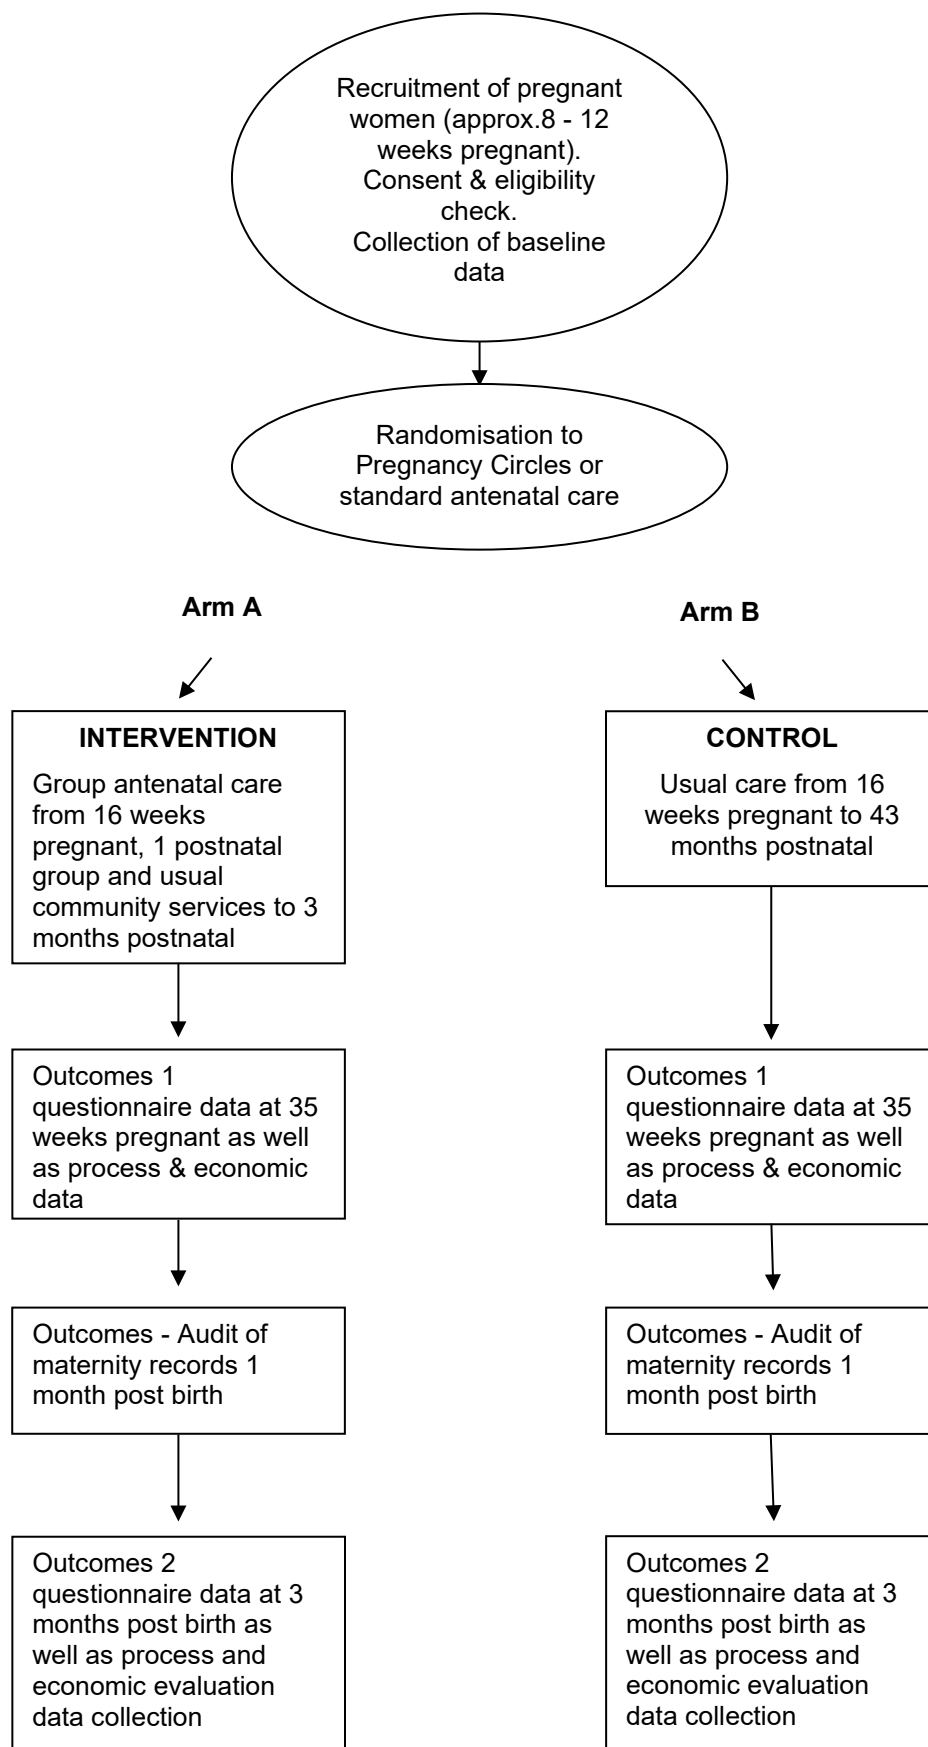 Recruitment of pregnant
women (approx.8 - 12
weeks pregnant).
Consent & eligibility
check.
Collection of baseline
data
Randomisation to
Pregnancy Circles or
standard antenatal care
Arm A
Arm B
INTERVENTION
Group antenatal care
from 16 weeks
pregnant, 1 postnatal
group and usual
community services to 3
months postnatal
CONTROL
Usual care from 16
weeks pregnant to 43
months postnatal
Outcomes 1
questionnaire data at 35
weeks pregnant as well
as process & economic
data
Outcomes 1
questionnaire data at 35
weeks pregnant as well
as process & economic
data
Outcomes - Audit of
maternity records 1
month post birth
Outcomes - Audit of
maternity records 1
month post birth
Outcomes 2
questionnaire data at 3
months post birth as
well as process and
economic evaluation
data collection
Outcomes 2
questionnaire data at 3
months post birth as
well as process and
economic evaluation
data collection